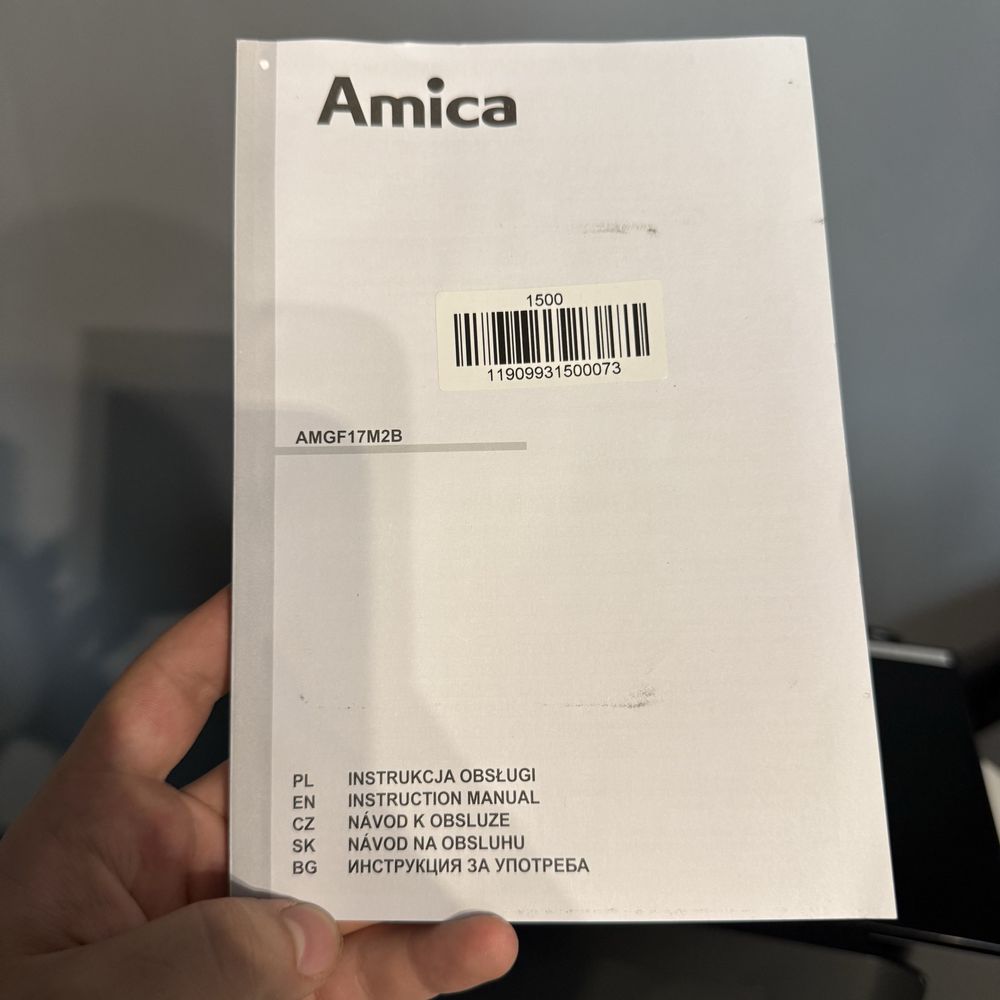 Amica
1500
11909931500073
AMGF17M2B
PL INSTRUKCJA OBSŁUGI
EN INSTRUCTION MANUAL
CZ NÁVOD K OBSLUZE
SK NÁVOD NA OBSLUHU
BG ИНСТРУКЦИЯ ЗА УПОТРЕБА